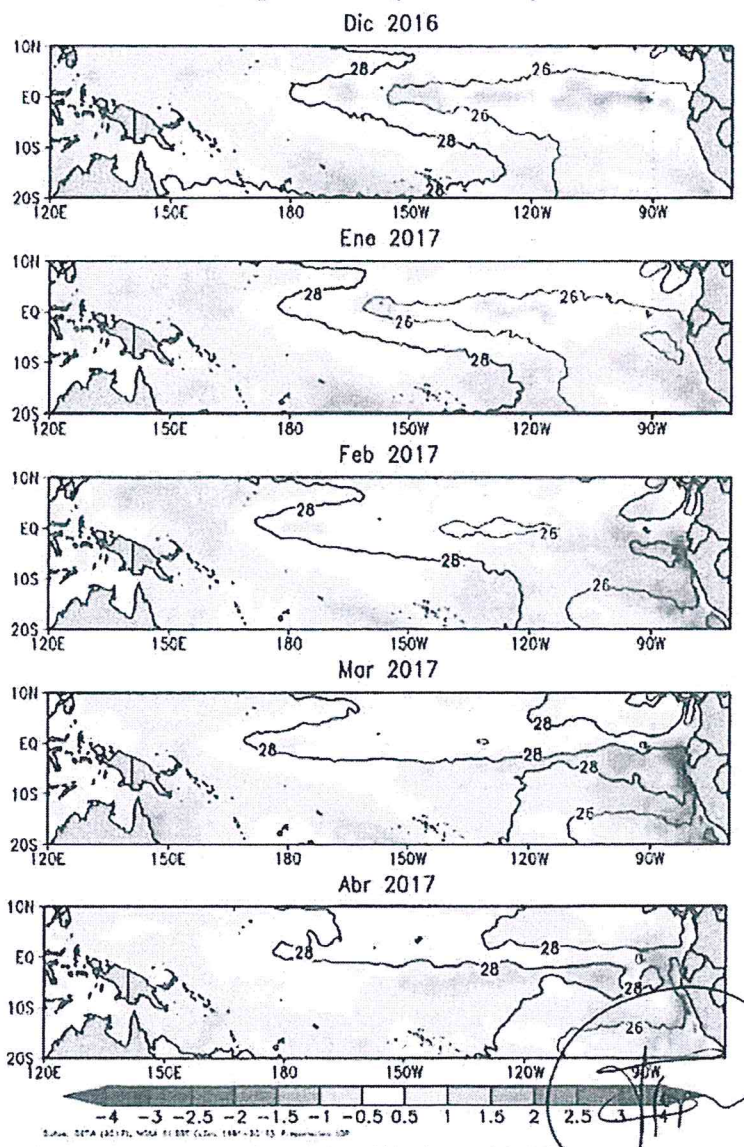 Dic 2016
10N 28 26
EQ
26
10S 28
20S 28
120E 150E 180 150W 120W 90W
Ene 2017
10N
28 26
EQ 26
10S 28
20S
120E 150E 180 150W 120W 90W
Feb 2017
10N
28
EQ 26
10S 28
26
20S
120E 150E 180 150W 120W 90W
Mar 2017
10N
28
EQ 28 28
28
10S
26
20S
120E 150E 180 150W 120W 90W
Abr 2017
10N
28 28
EQ
28
10S 28
26
20S
120E 150E 180 150W 120W 90W
-4 -3 -2.5 -2 -1.5 -1 -0.5 0.5 1 1.5 2 2.5 3 4